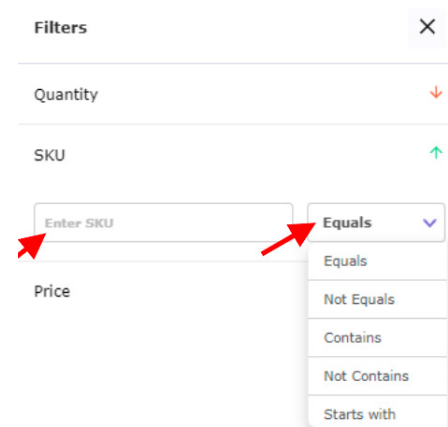 Filters
Quantity
SKU
Enter SKU
Equals
Equals
Price
Not Equals
Contains
Not Contains
Starts with